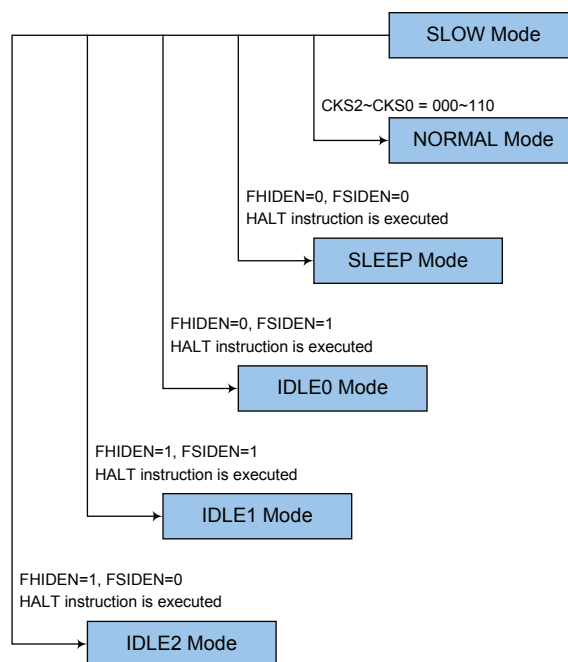 SLOW Mode
CKS2~CKS0 = 000~110
NORMAL Mode
FHIDEN=0, FSIDEN=0
HALT instruction is executed
SLEEP Mode
FHIDEN=0, FSIDEN=1
HALT instruction is executed
IDLE0 Mode
FHIDEN=1, FSIDEN=1
HALT instruction is executed
IDLE1 Mode
FHIDEN=1, FSIDEN=0
HALT instruction is executed
IDLE2 Mode